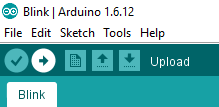 Blink | Arduino 1.6.12
File Edit Sketch Tools Help
Upload
Blink